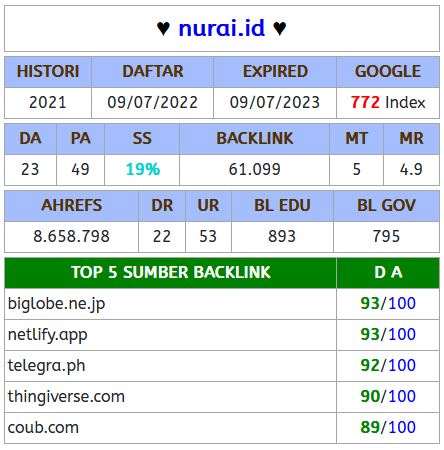 ♥ nurai.id ♥
HISTORI DAFTAR EXPIRED GOOGLE
2021 09/07/2022 09/07/2023 772 Index
DA PA SS BACKLINK MT MR
23 49 19% 61.099 5 4.9
AHREFS DR UR BL EDU BL GOV
8.658.798 22 53 893 795
TOP 5 SUMBER BACKLINK D A
biglobe.ne.jp 93/100
netlify.app 93/100
telegra.ph 92/100
thingiverse.com 90/100
coub.com 89/100